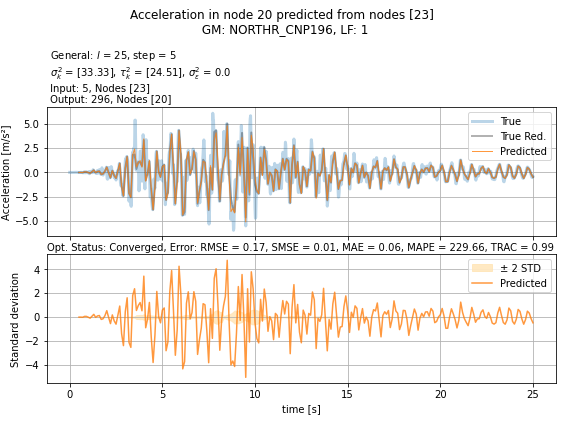 Acceleration in node 20 predicted from nodes [23]
GM: NORTHR_CNP196, LF: 1
General: l = 25, step = 5
σ²ₖ = [33.33], τ²ₖ = [24.51], σ²ₑ = 0.0
Input: 5, Nodes [23]
Output: 296, Nodes [20]
Acceleration [m/s²]
5.0
2.5
0.0
−2.5
−5.0
True
True Red.
Predicted
Opt. Status: Converged, Error: RMSE = 0.17, SMSE = 0.01, MAE = 0.06, MAPE = 229.66, TRAC = 0.99
Standard deviation
4
2
0
−2
−4
± 2 STD
Predicted
0
5
10
15
20
25
time [s]